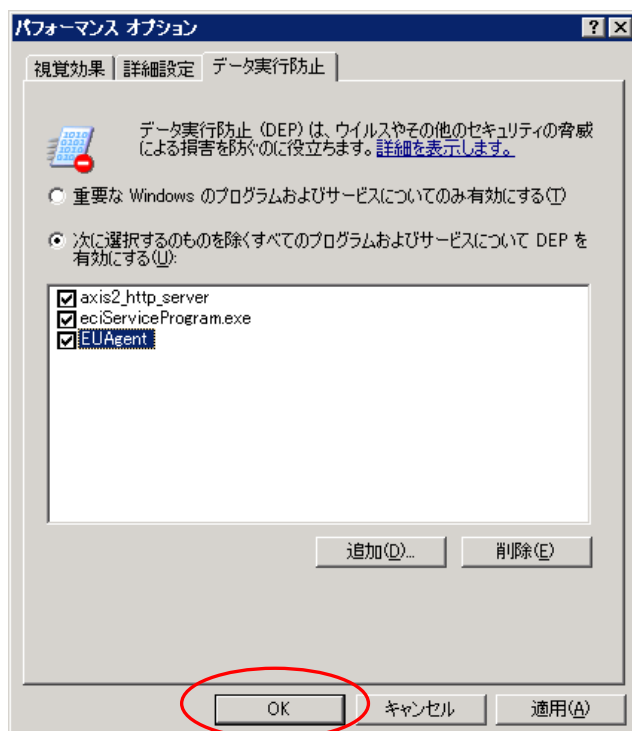 パフォーマンス オプション
視覚効果 詳細設定 データ実行防止
データ実行防止 (DEP) は、ウイルスやその他のセキュリティの脅威
による損害を防ぐのに役立ちます。詳細を表示します。
重要な Windows のプログラムおよびサービスについてのみ有効にする(T)
次に選択するのものを除くすべてのプログラムおよびサービスについて DEP を
有効にする(U):
axis2_http_server
eciServiceProgram.exe
EUAgent
追加(D)... 削除(E)
OK キャンセル 適用(A)